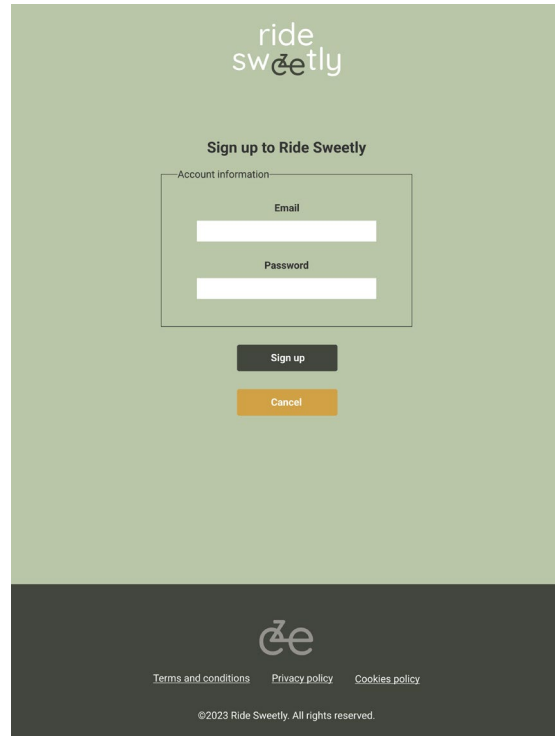 ride
sweetly
Sign up to Ride Sweetly
Account information
Email
Password
Sign up
Cancel
Terms and conditions Privacy policy Cookies policy
©2023 Ride Sweetly. All rights reserved.